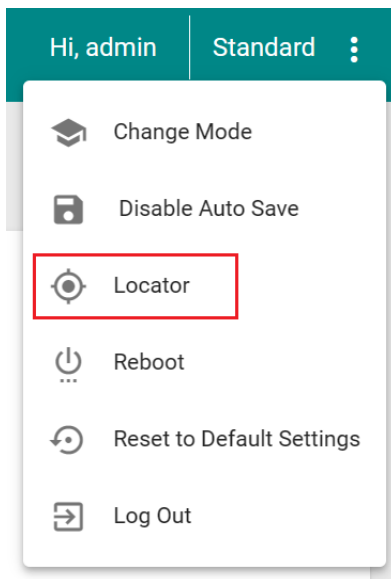 Hi, admin Standard
Change Mode
Disable Auto Save
Locator
Reboot
Reset to Default Settings
Log Out